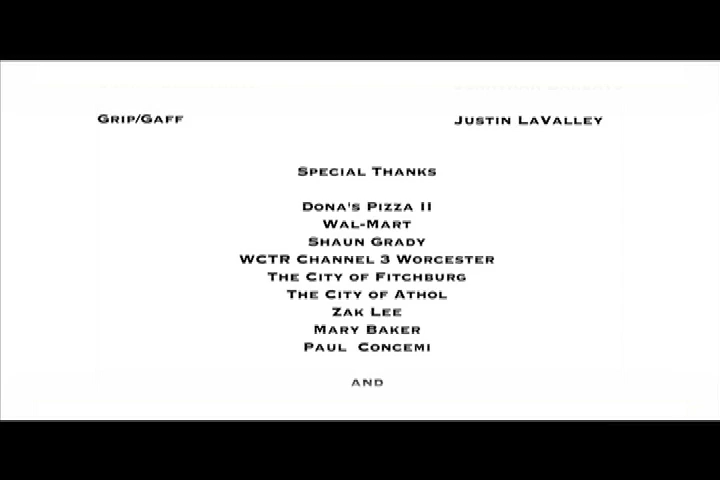 Grip/Gaff Justin LaValley
Special Thanks
Dona's Pizza II
Wal-Mart
Shaun Grady
WCTR Channel 3 Worcester
The City of Fitchburg
The City of Athol
Zak Lee
Mary Baker
Paul Concemi
and